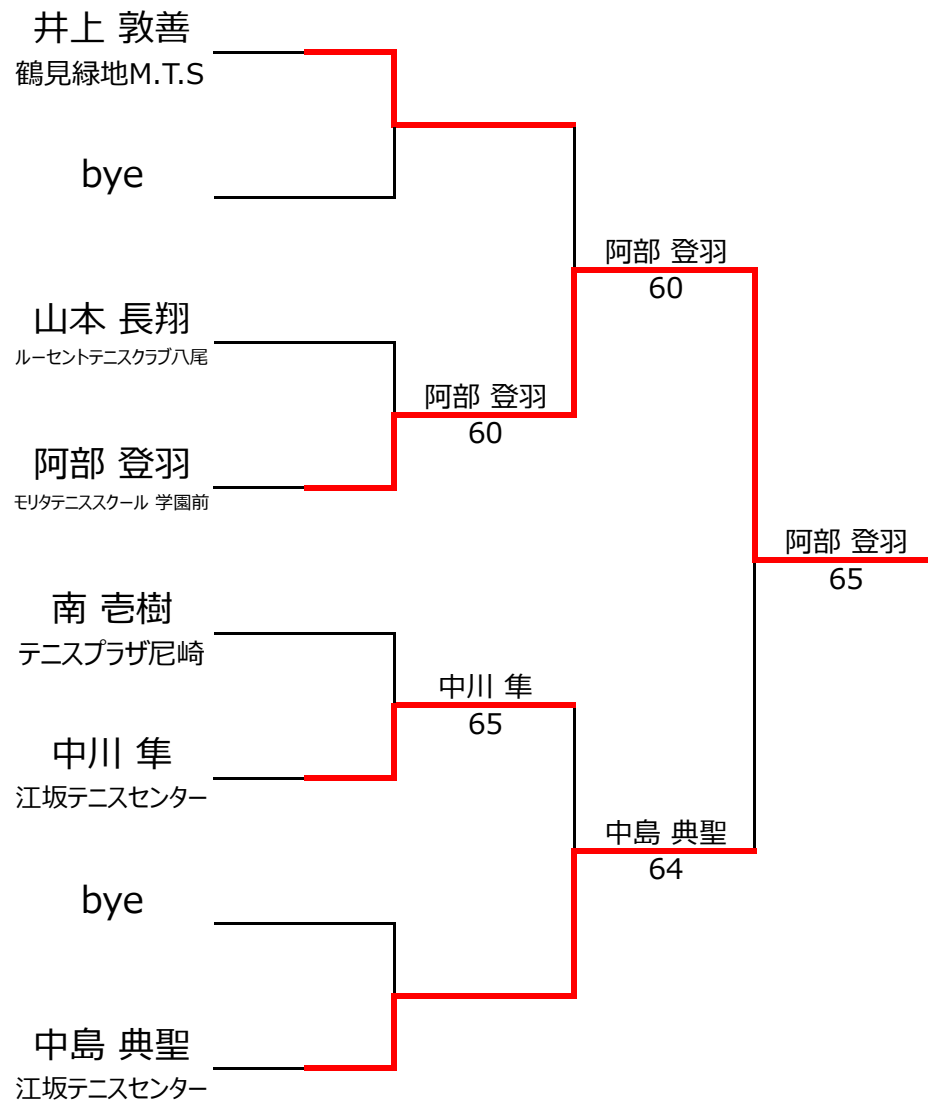 井上 敦善
鶴見緑地M.T.S
bye
阿部 登羽
60
山本 長翔
ルーセントテニスクラブ八尾
阿部 登羽
60
阿部 登羽
モリタテニススクール 学園前
阿部 登羽
65
南 壱樹
テニスプラザ尼崎
中川 隼
65
中川 隼
江坂テニスセンター
中島 典聖
64
bye
中島 典聖
江坂テニスセンター